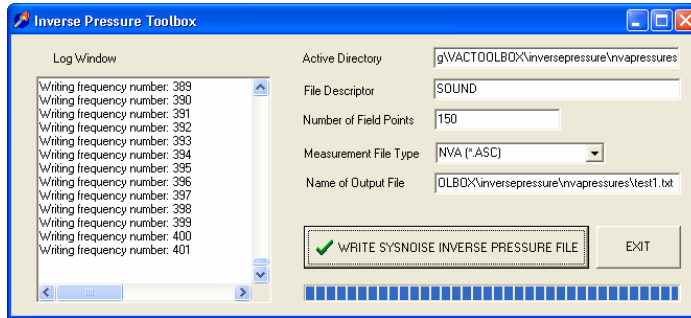 Inverse Pressure Toolbox
Log Window
Writing frequency number: 389
Writing frequency number: 390
Writing frequency number: 391
Writing frequency number: 392
Writing frequency number: 393
Writing frequency number: 394
Writing frequency number: 395
Writing frequency number: 396
Writing frequency number: 397
Writing frequency number: 398
Writing frequency number: 399
Writing frequency number: 400
Writing frequency number: 401
Active Directory
g\VACTOOLBOX\inversepressure\nvapressures
File Descriptor
SOUND
Number of Field Points
150
Measurement File Type
NVA (*.ASC)
Name of Output File
OLBOX\inversepressure\nvapressures\test1.txt
WRITE SYSNOISE INVERSE PRESSURE FILE
EXIT